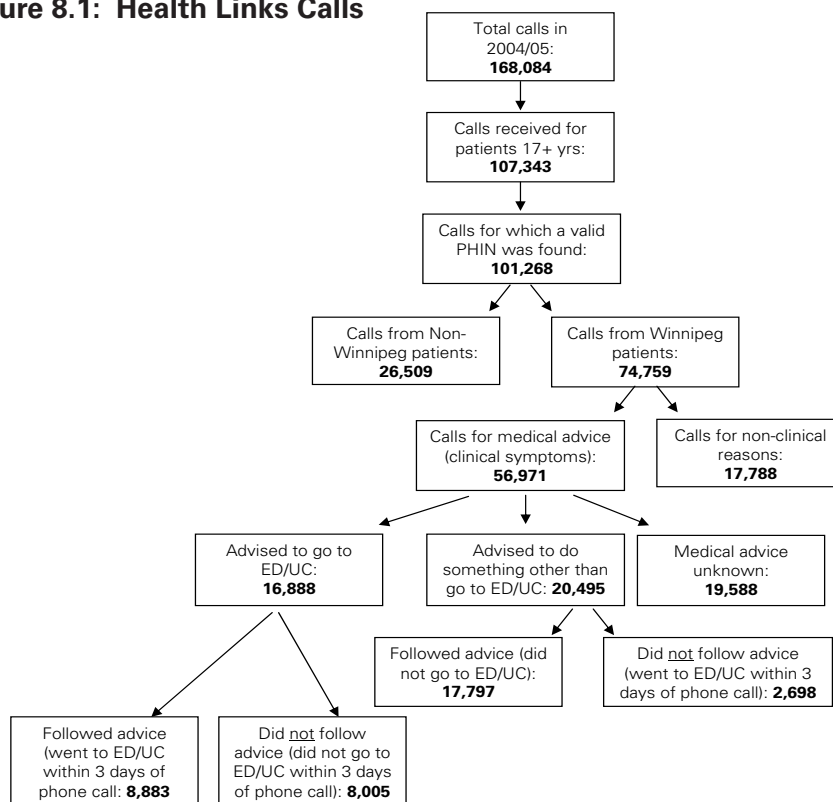 ure 8.1: Health Links Calls
Total calls in
2004/05:
168,084
Calls received for
patients 17+ yrs:
107,343
Calls for which a valid
PHIN was found:
101,268
Calls from Non-
Winnipeg patients:
26,509
Calls from Winnipeg
patients:
74,759
Calls for medical advice
(clinical symptoms):
56,971
Calls for non-clinical
reasons:
17,788
Advised to go to
ED/UC:
16,888
Advised to do
something other than
go to ED/UC: 20,495
Medical advice
unknown:
19,588
Followed advice (did
not go to ED/UC):
17,797
Did not follow advice
(went to ED/UC within 3
days of phone call): 2,698
Followed advice
(went to ED/UC
within 3 days of
phone call: 8,883
Did not follow
advice (did not go to
ED/UC within 3 days
of phone call): 8,005